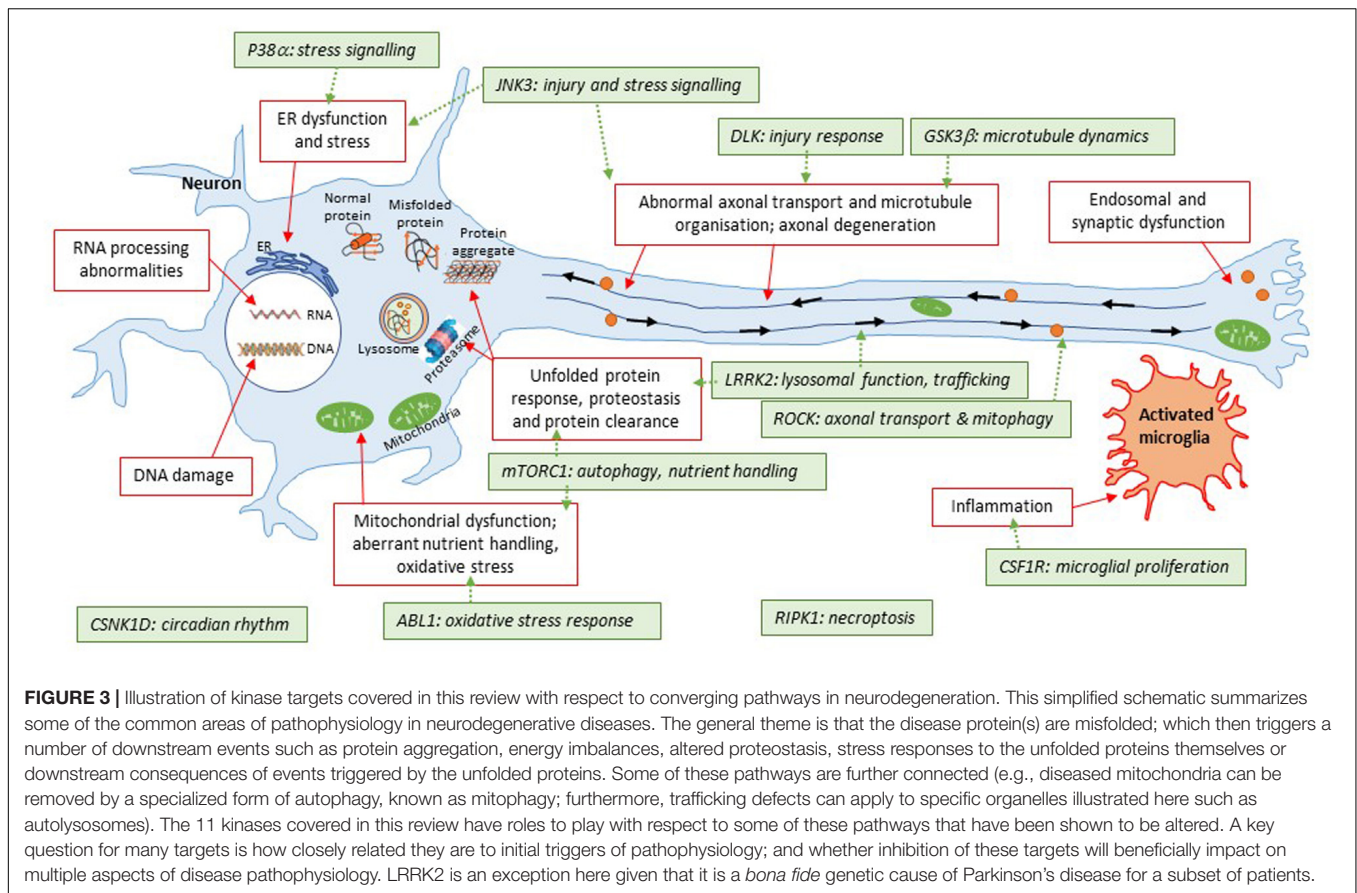 P38α: stress signalling
JNK3: injury and stress signalling
ER dysfunction
and stress
DLK: injury response
GSK3β: microtubule dynamics
Neuron
Normal
protein
Misfolded
protein
Protein
aggregate
Abnormal axonal transport and microtubule
organisation; axonal degeneration
Endosomal and
synaptic dysfunction
RNA processing
abnormalities
ER
RNA
DNA
Lysosome
Proteasome
Mitochondria
Unfolded protein
response, proteostasis
and protein clearance
LRRK2: lysosomal function, trafficking
ROCK: axonal transport & mitophagy
Activated
microglia
DNA damage
mTORC1: autophagy, nutrient handling
Mitochondrial dysfunction;
aberrant nutrient handling,
oxidative stress
Inflammation
CSF1R: microglial proliferation
CSNK1D: circadian rhythm
ABL1: oxidative stress response
RIPK1: necroptosis
FIGURE 3 | Illustration of kinase targets covered in this review with respect to converging pathways in neurodegeneration. This simplified schematic summarizes
some of the common areas of pathophysiology in neurodegenerative diseases. The general theme is that the disease protein(s) are misfolded; which then triggers a
number of downstream events such as protein aggregation, energy imbalances, altered proteostasis, stress responses to the unfolded proteins themselves or
downstream consequences of events triggered by the unfolded proteins. Some of these pathways are further connected (e.g., diseased mitochondria can be
removed by a specialized form of autophagy, known as mitophagy; furthermore, trafficking defects can apply to specific organelles illustrated here such as
autolysosomes). The 11 kinases covered in this review have roles to play with respect to some of these pathways that have been shown to be altered. A key
question for many targets is how closely related they are to initial triggers of pathophysiology; and whether inhibition of these targets will beneficially impact on
multiple aspects of disease pathophysiology. LRRK2 is an exception here given that it is a bona fide genetic cause of Parkinson's disease for a subset of patients.